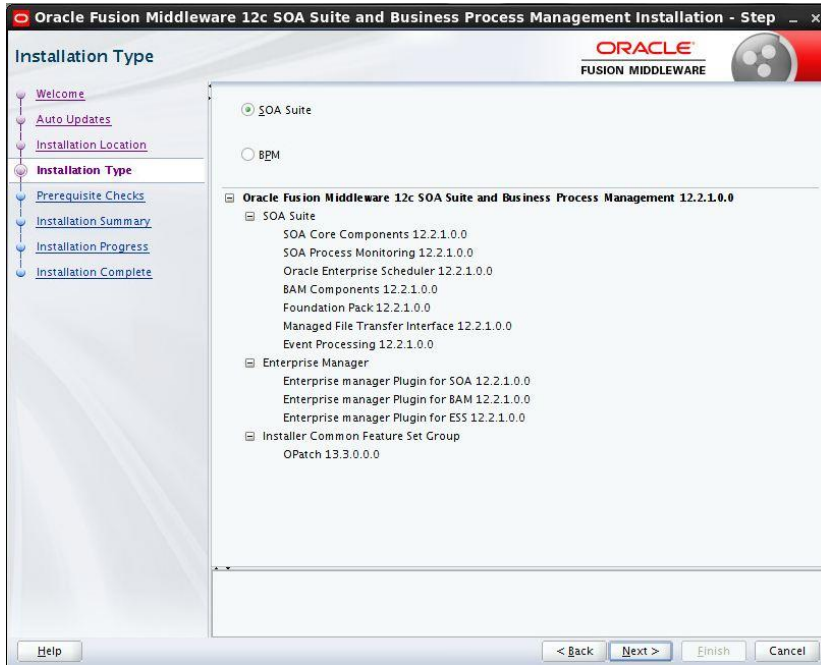 Oracle Fusion Middleware 12c SOA Suite and Business Process Management Installation - Step
Installation Type
ORACLE
FUSION MIDDLEWARE
Welcome
Auto Updates
Installation Location
Installation Type
Prerequisite Checks
Installation Summary
Installation Progress
Installation Complete
SOA Suite
BPM
Oracle Fusion Middleware 12c SOA Suite and Business Process Management 12.2.1.0.0
SOA Suite
SOA Core Components 12.2.1.0.0
SOA Process Monitoring 12.2.1.0.0
Oracle Enterprise Scheduler 12.2.1.0.0
BAM Components 12.2.1.0.0
Foundation Pack 12.2.1.0.0
Managed File Transfer Interface 12.2.1.0.0
Event Processing 12.2.1.0.0
Enterprise Manager
Enterprise manager Plugin for SOA 12.2.1.0.0
Enterprise manager Plugin for BAM 12.2.1.0.0
Enterprise manager Plugin for ESS 12.2.1.0.0
Installer Common Feature Set Group
OPatch 13.3.0.0.0
Help
< Back Next > Finish Cancel